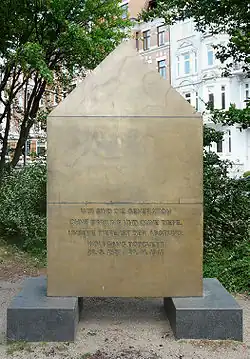 WIR SIND DIE GENERATION
OHNE BINDUNG UND OHNE TIEFE.
UNSERE TIEFE IST DER ABGRUND.
WOLFGANG BORCHERT